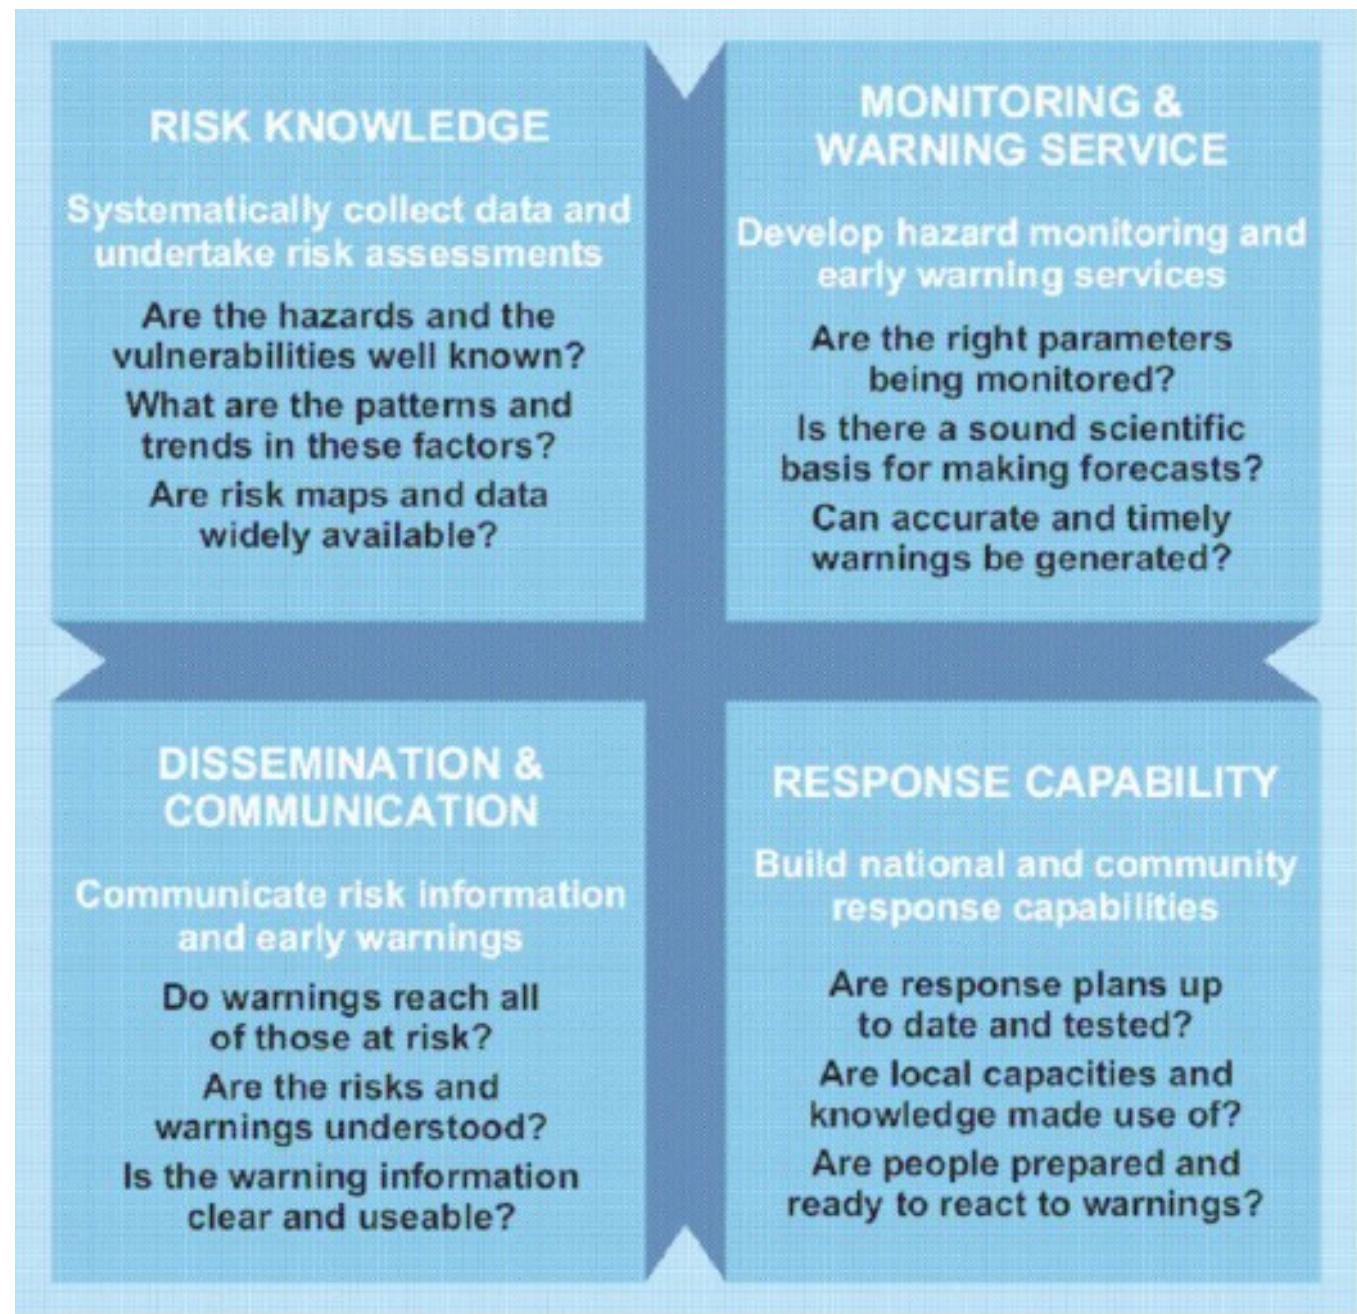 RISK KNOWLEDGE
Systematically collect data and
undertake risk assessments
Are the hazards and the
vulnerabilities well known?
What are the patterns and
trends in these factors?
Are risk maps and data
widely available?
MONITORING &
WARNING SERVICE
Develop hazard monitoring and
early warning services
Are the right parameters
being monitored?
Is there a sound scientific
basis for making forecasts?
Can accurate and timely
warnings be generated?
DISSEMINATION &
COMMUNICATION
Communicate risk information
and early warnings
Do warnings reach all
of those at risk?
Are the risks and
warnings understood?
Is the warning information
clear and useable?
RESPONSE CAPABILITY
Build national and community
response capabilities
Are response plans up
to date and tested?
Are local capacities and
knowledge made use of?
Are people prepared and
ready to react to warnings?